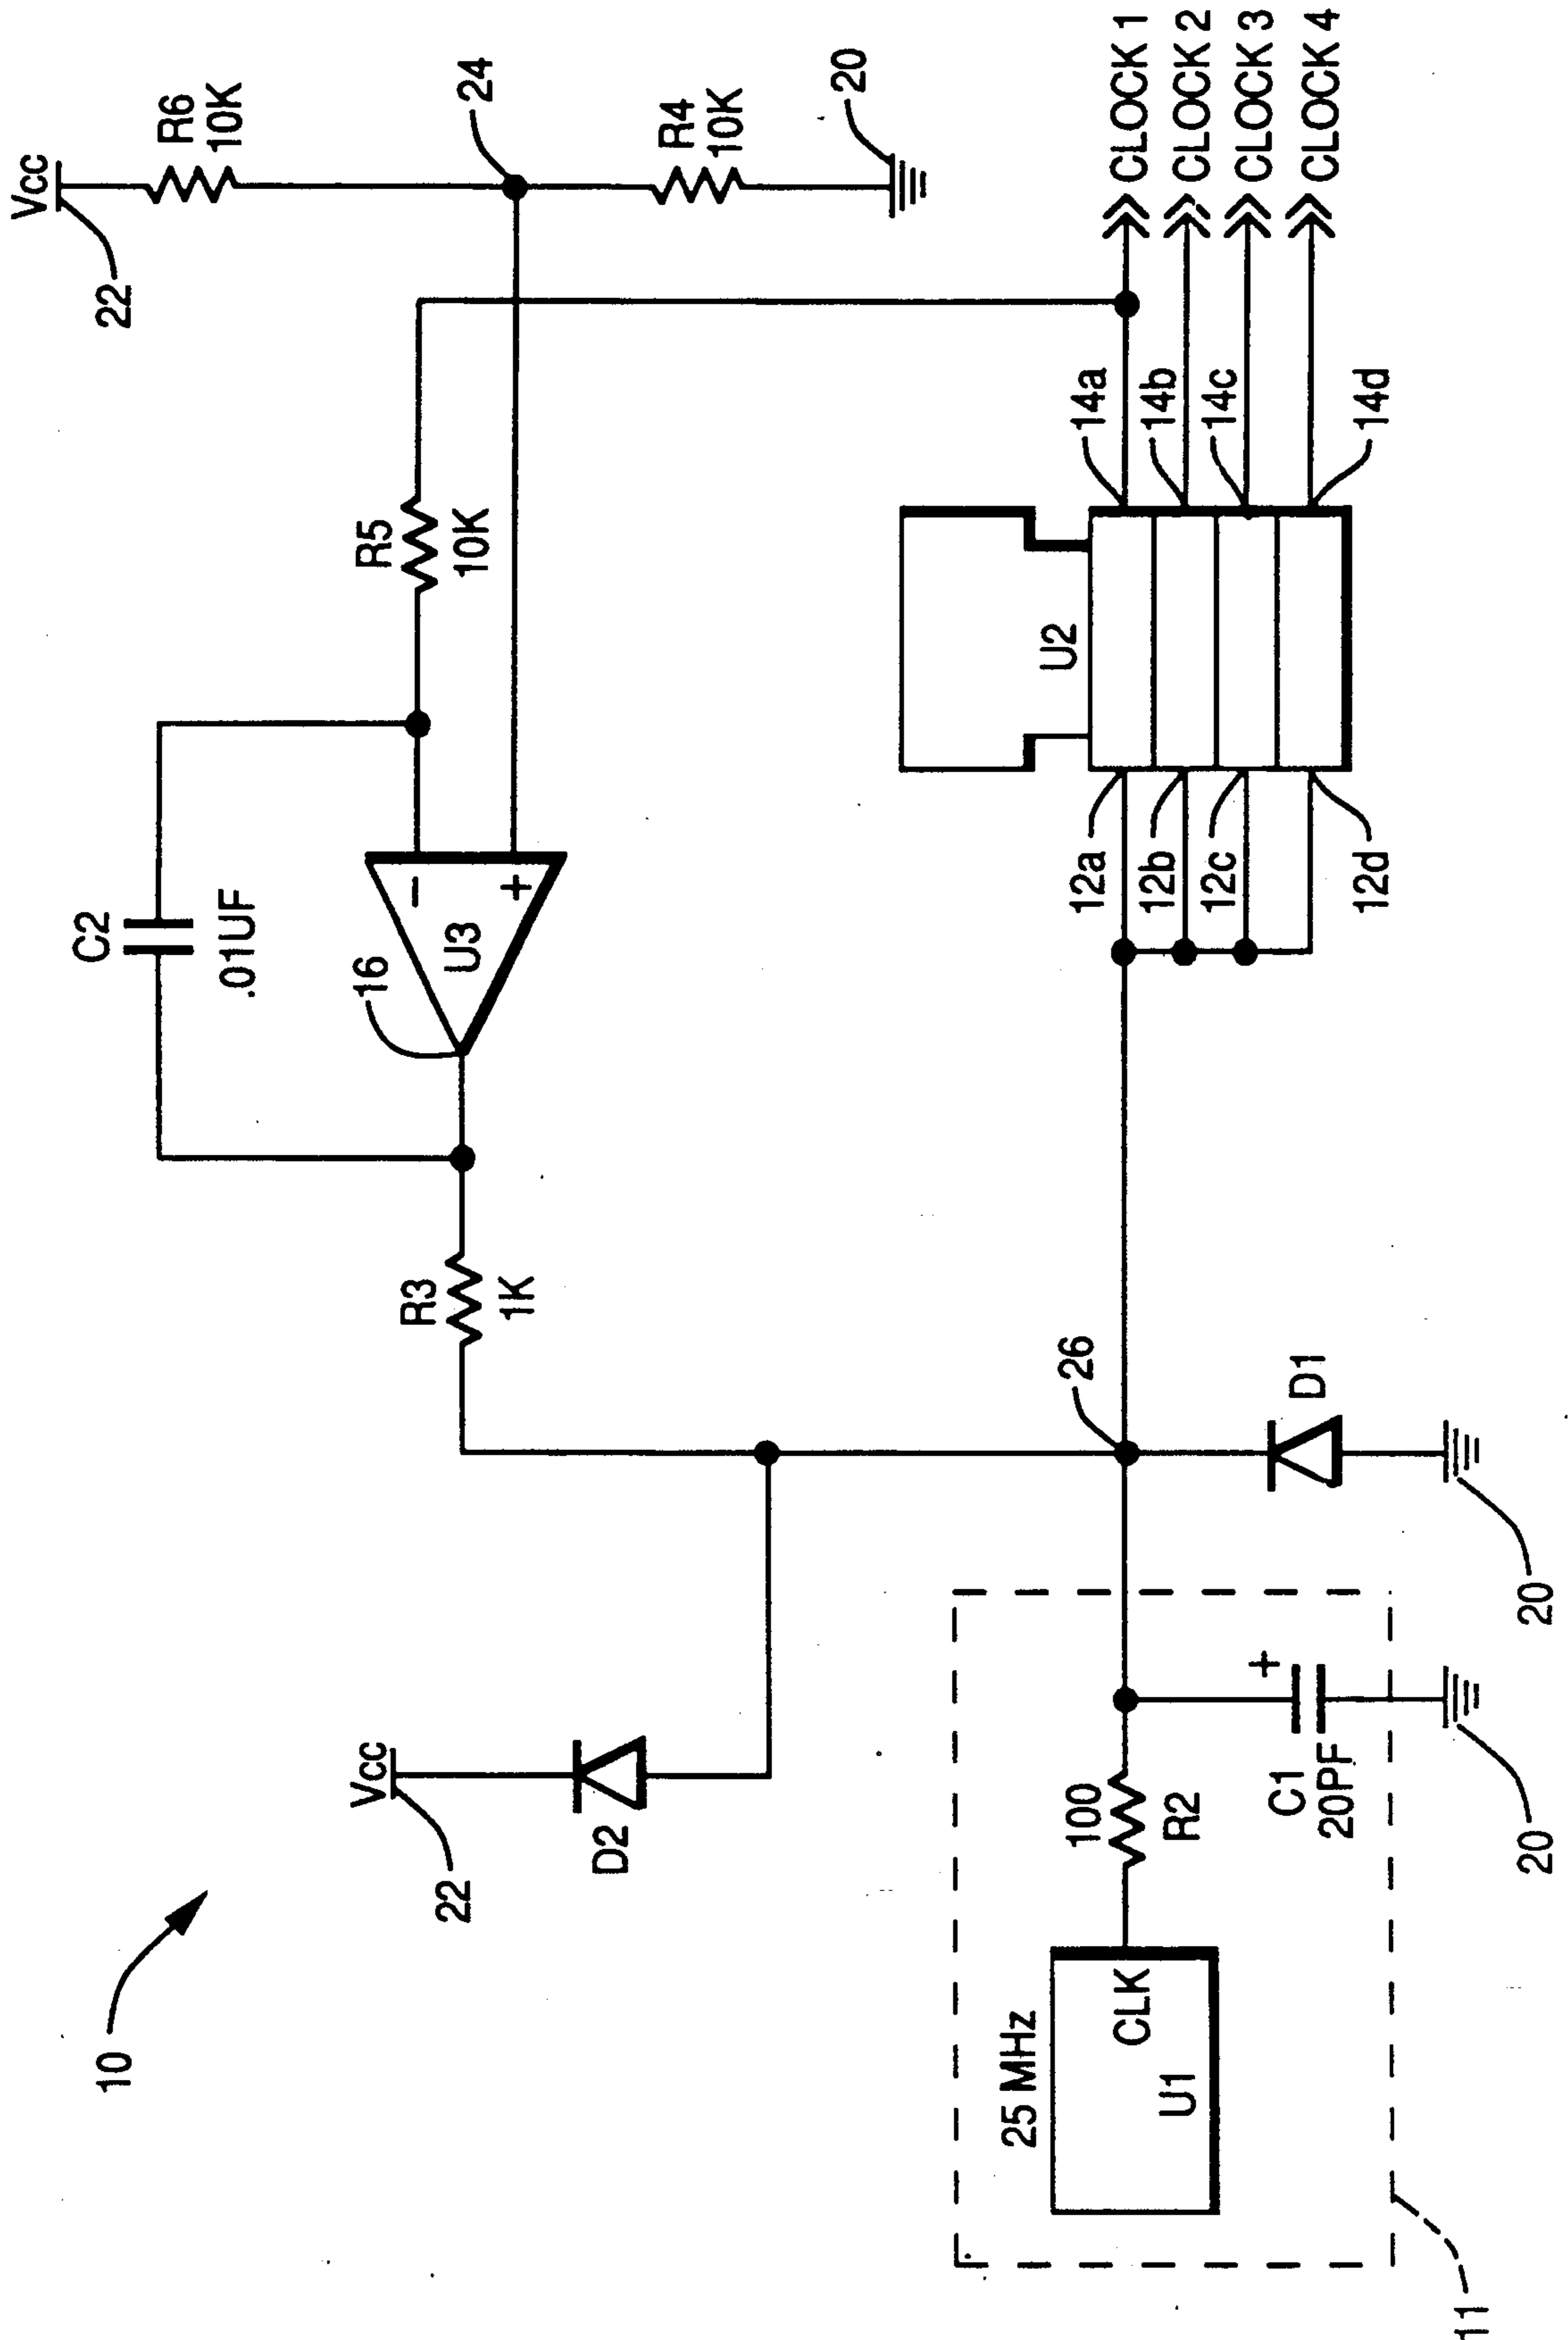 10
Vcc
22
D2
R3
1K
C2
.01UF
16
U3
−
+
R5
10K
Vcc
22
R6
10K
24
R4
10K
20
25 MHz
CLK
U1
100
R2
+
C1
20PF
20
11
26
D1
20
U2
12a
12b
12c
12d
14a
14b
14c
14d
CLOCK 1
CLOCK 2
CLOCK 3
CLOCK 4